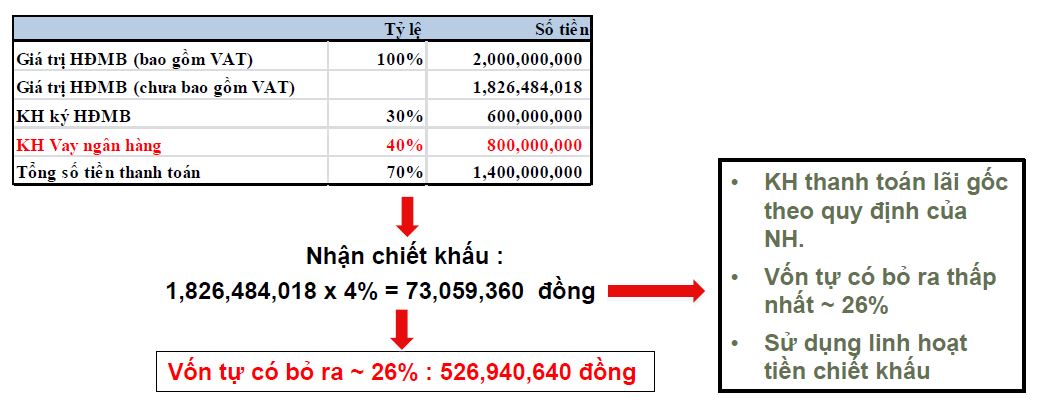 Tỷ lệ Số tiền
Giá trị HĐMB (bao gồm VAT) 100% 2,000,000,000
Giá trị HĐMB (chưa bao gồm VAT) 1,826,484,018
KH ký HĐMB 30% 600,000,000
KH Vay ngân hàng 40% 800,000,000
Tổng số tiền thanh toán 70% 1,400,000,000
Nhận chiết khấu :
1,826,484,018 x 4% = 73,059,360 đồng
Vốn tự có bỏ ra ~ 26% : 526,940,640 đồng
• KH thanh toán lãi gốc
theo quy định của
NH.
• Vốn tự có bỏ ra thấp
nhất ~ 26%
• Sử dụng linh hoạt
tiền chiết khấu